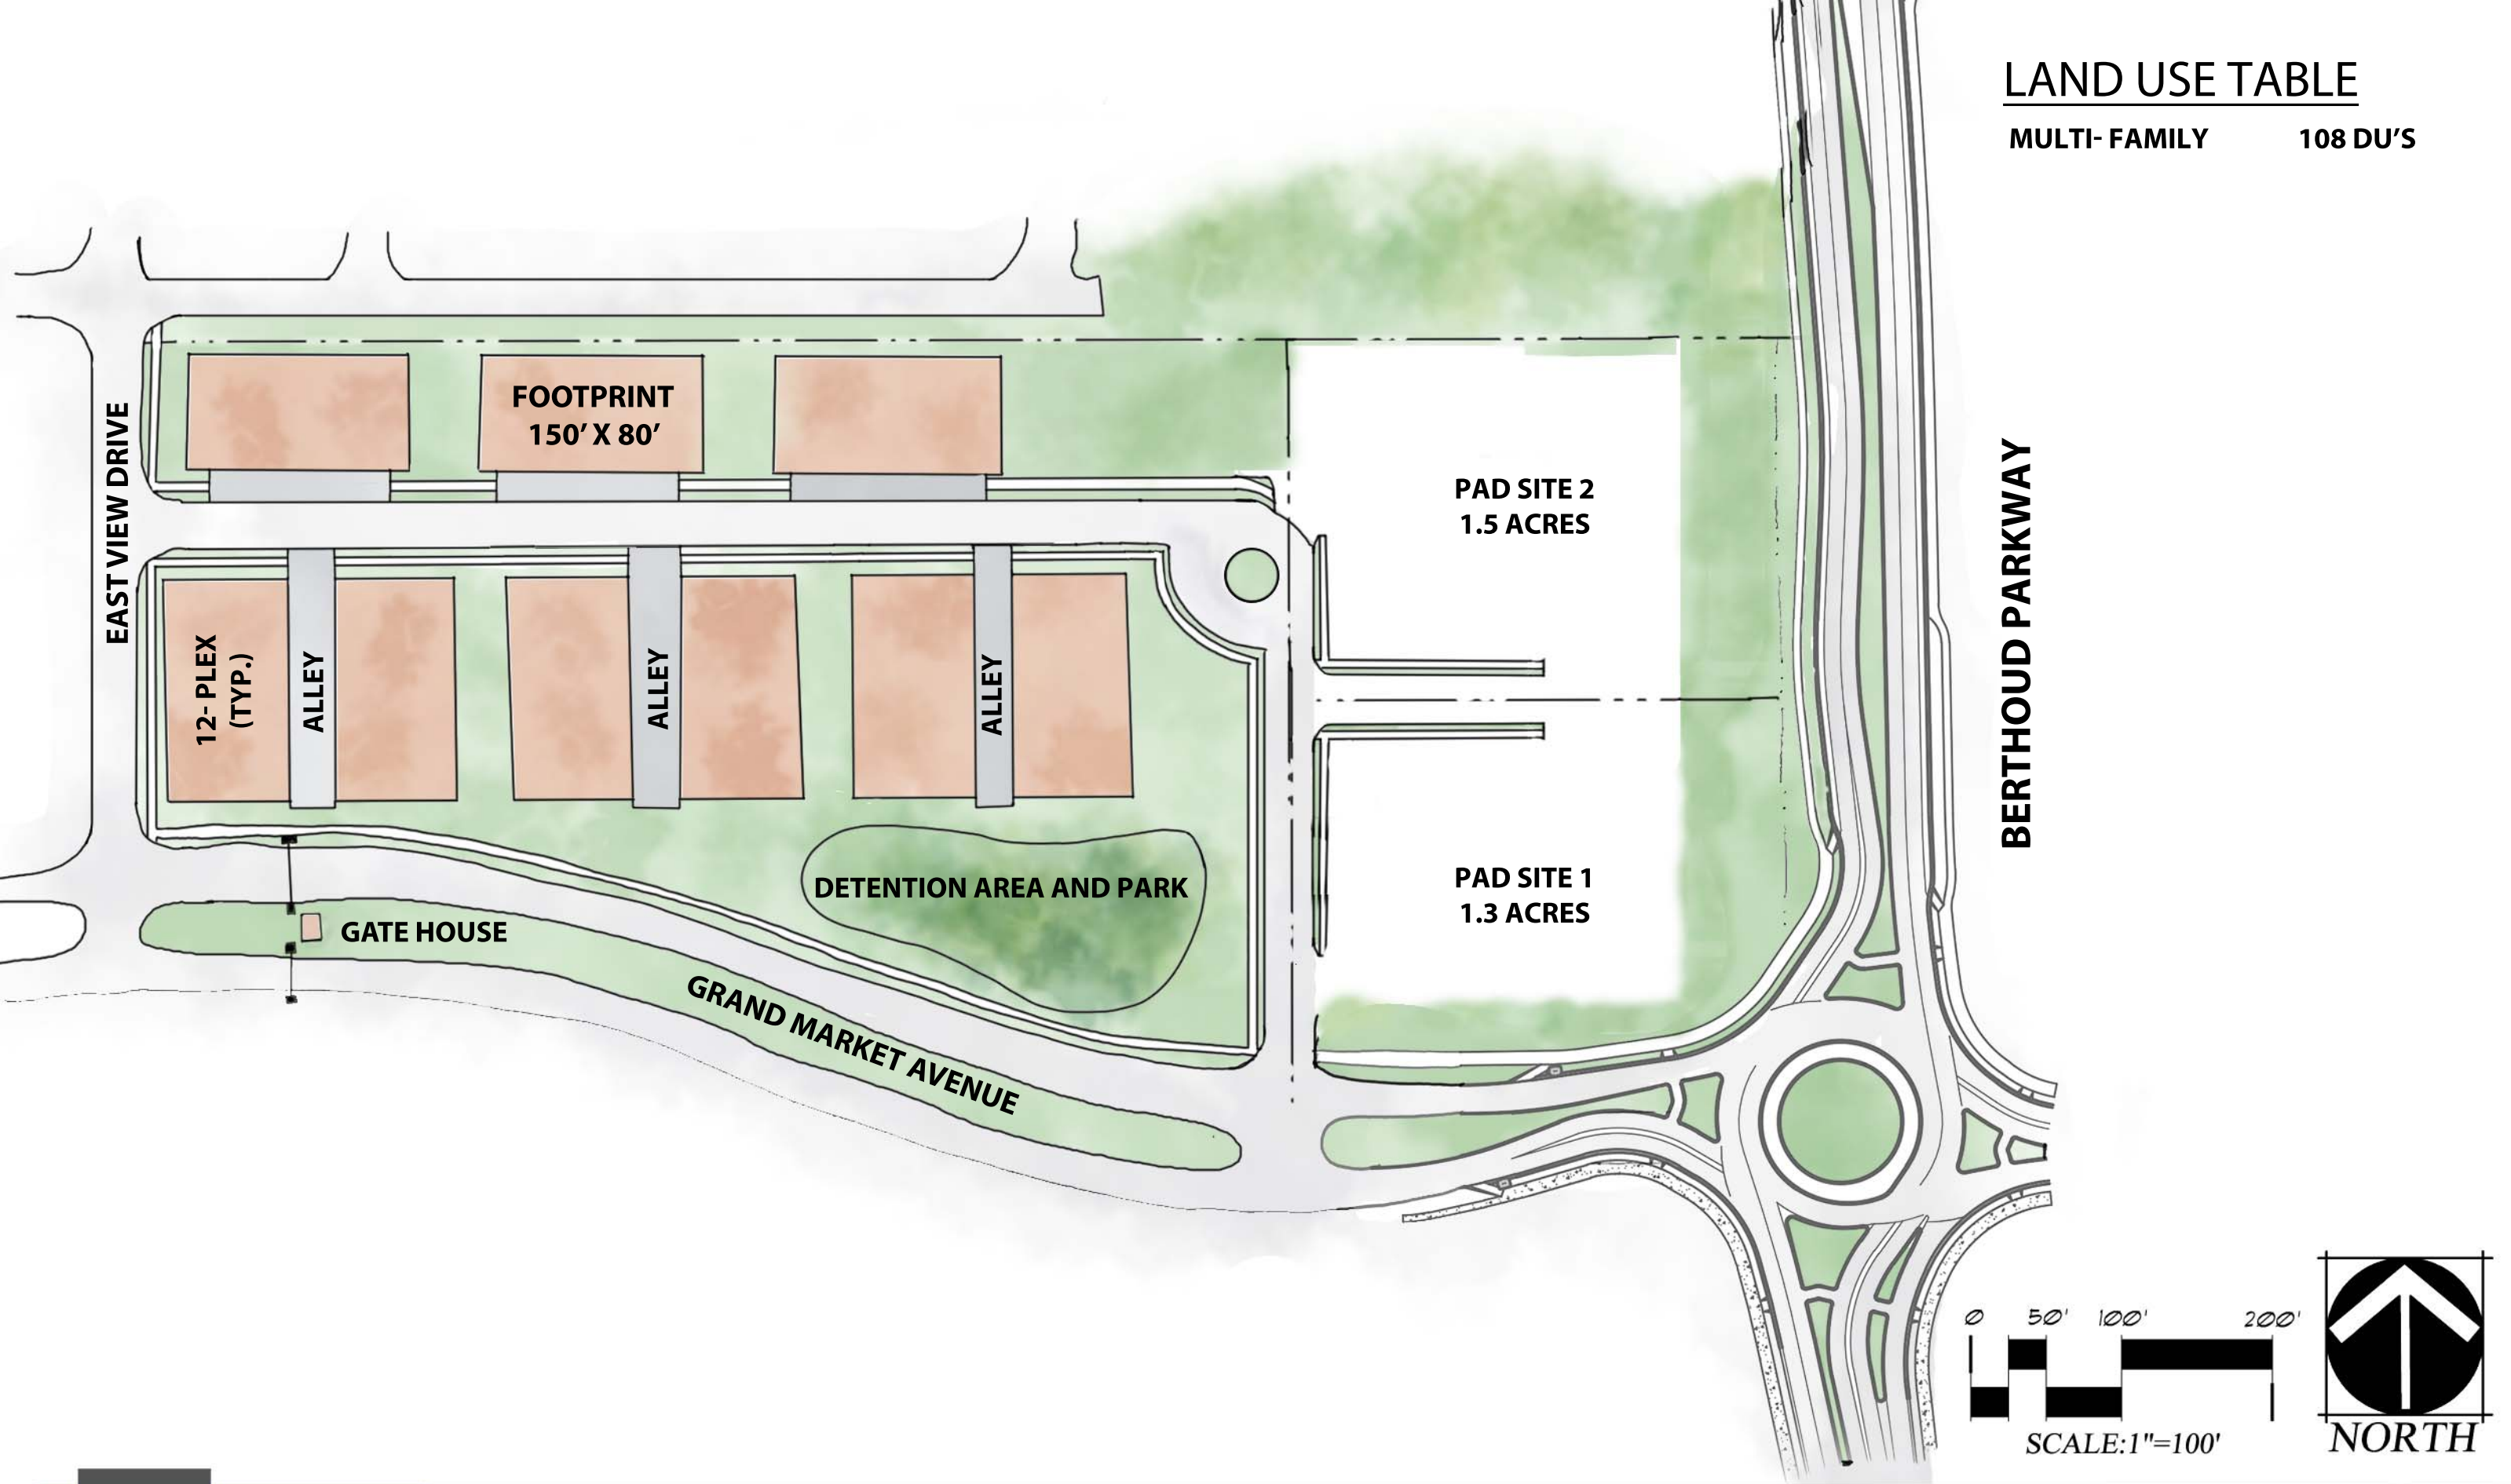 LAND USE TABLE
MULTI- FAMILY 108 DU’S
FOOTPRINT
150’ X 80’
EAST VIEW DRIVE
PAD SITE 2
1.5 ACRES
BERTHOUD PARKWAY
12- PLEX
(TYP.)
ALLEY
ALLEY
ALLEY
DETENTION AREA AND PARK
PAD SITE 1
1.3 ACRES
GATE HOUSE
GRAND MARKET AVENUE
0 50' 100' 200'
SCALE:1"=100'
NORTH